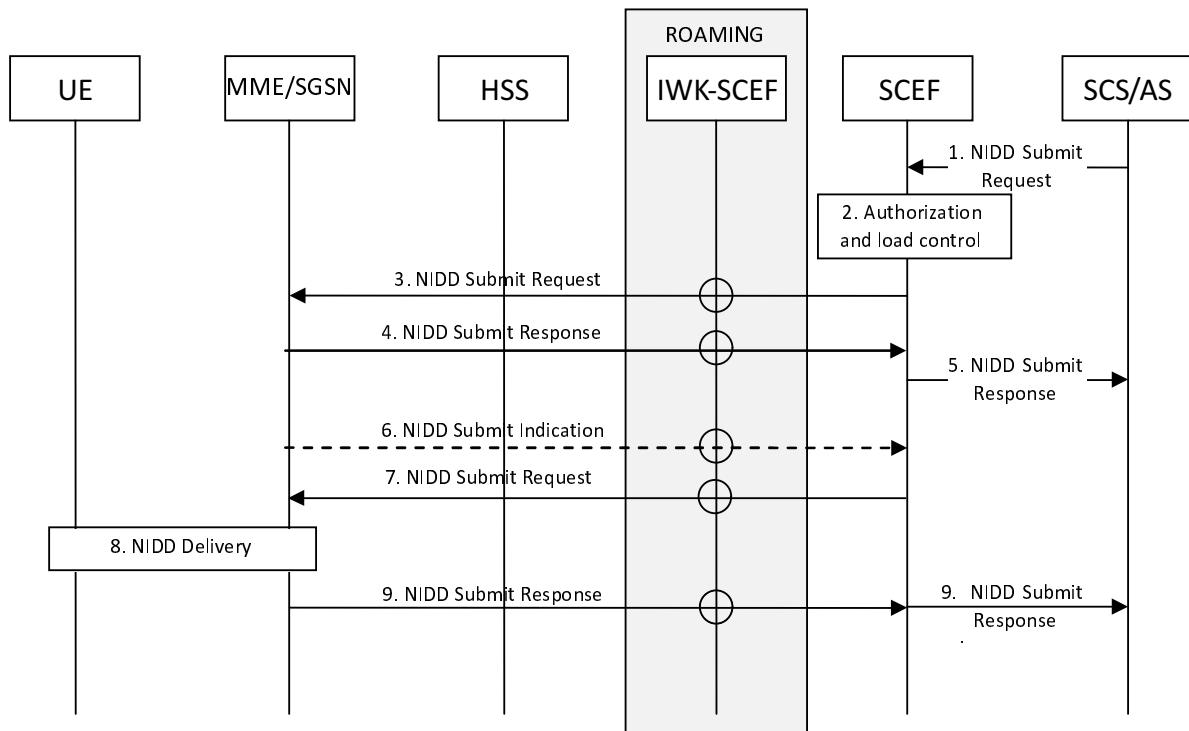 ROAMING
UE
MME/SGSN
HSS
IWK-SCEF
SCEF
SCS/AS
1. NIDD Submit
Request
2. Authorization
and load control
3. NIDD Submit Request
4. NIDD Submit Response
5. NIDD Submit
Response
6. NIDD Submit Indication
7. NIDD Submit Request
8. NIDD Delivery
9. NIDD Submit Response
9. NIDD Submit
Response
.